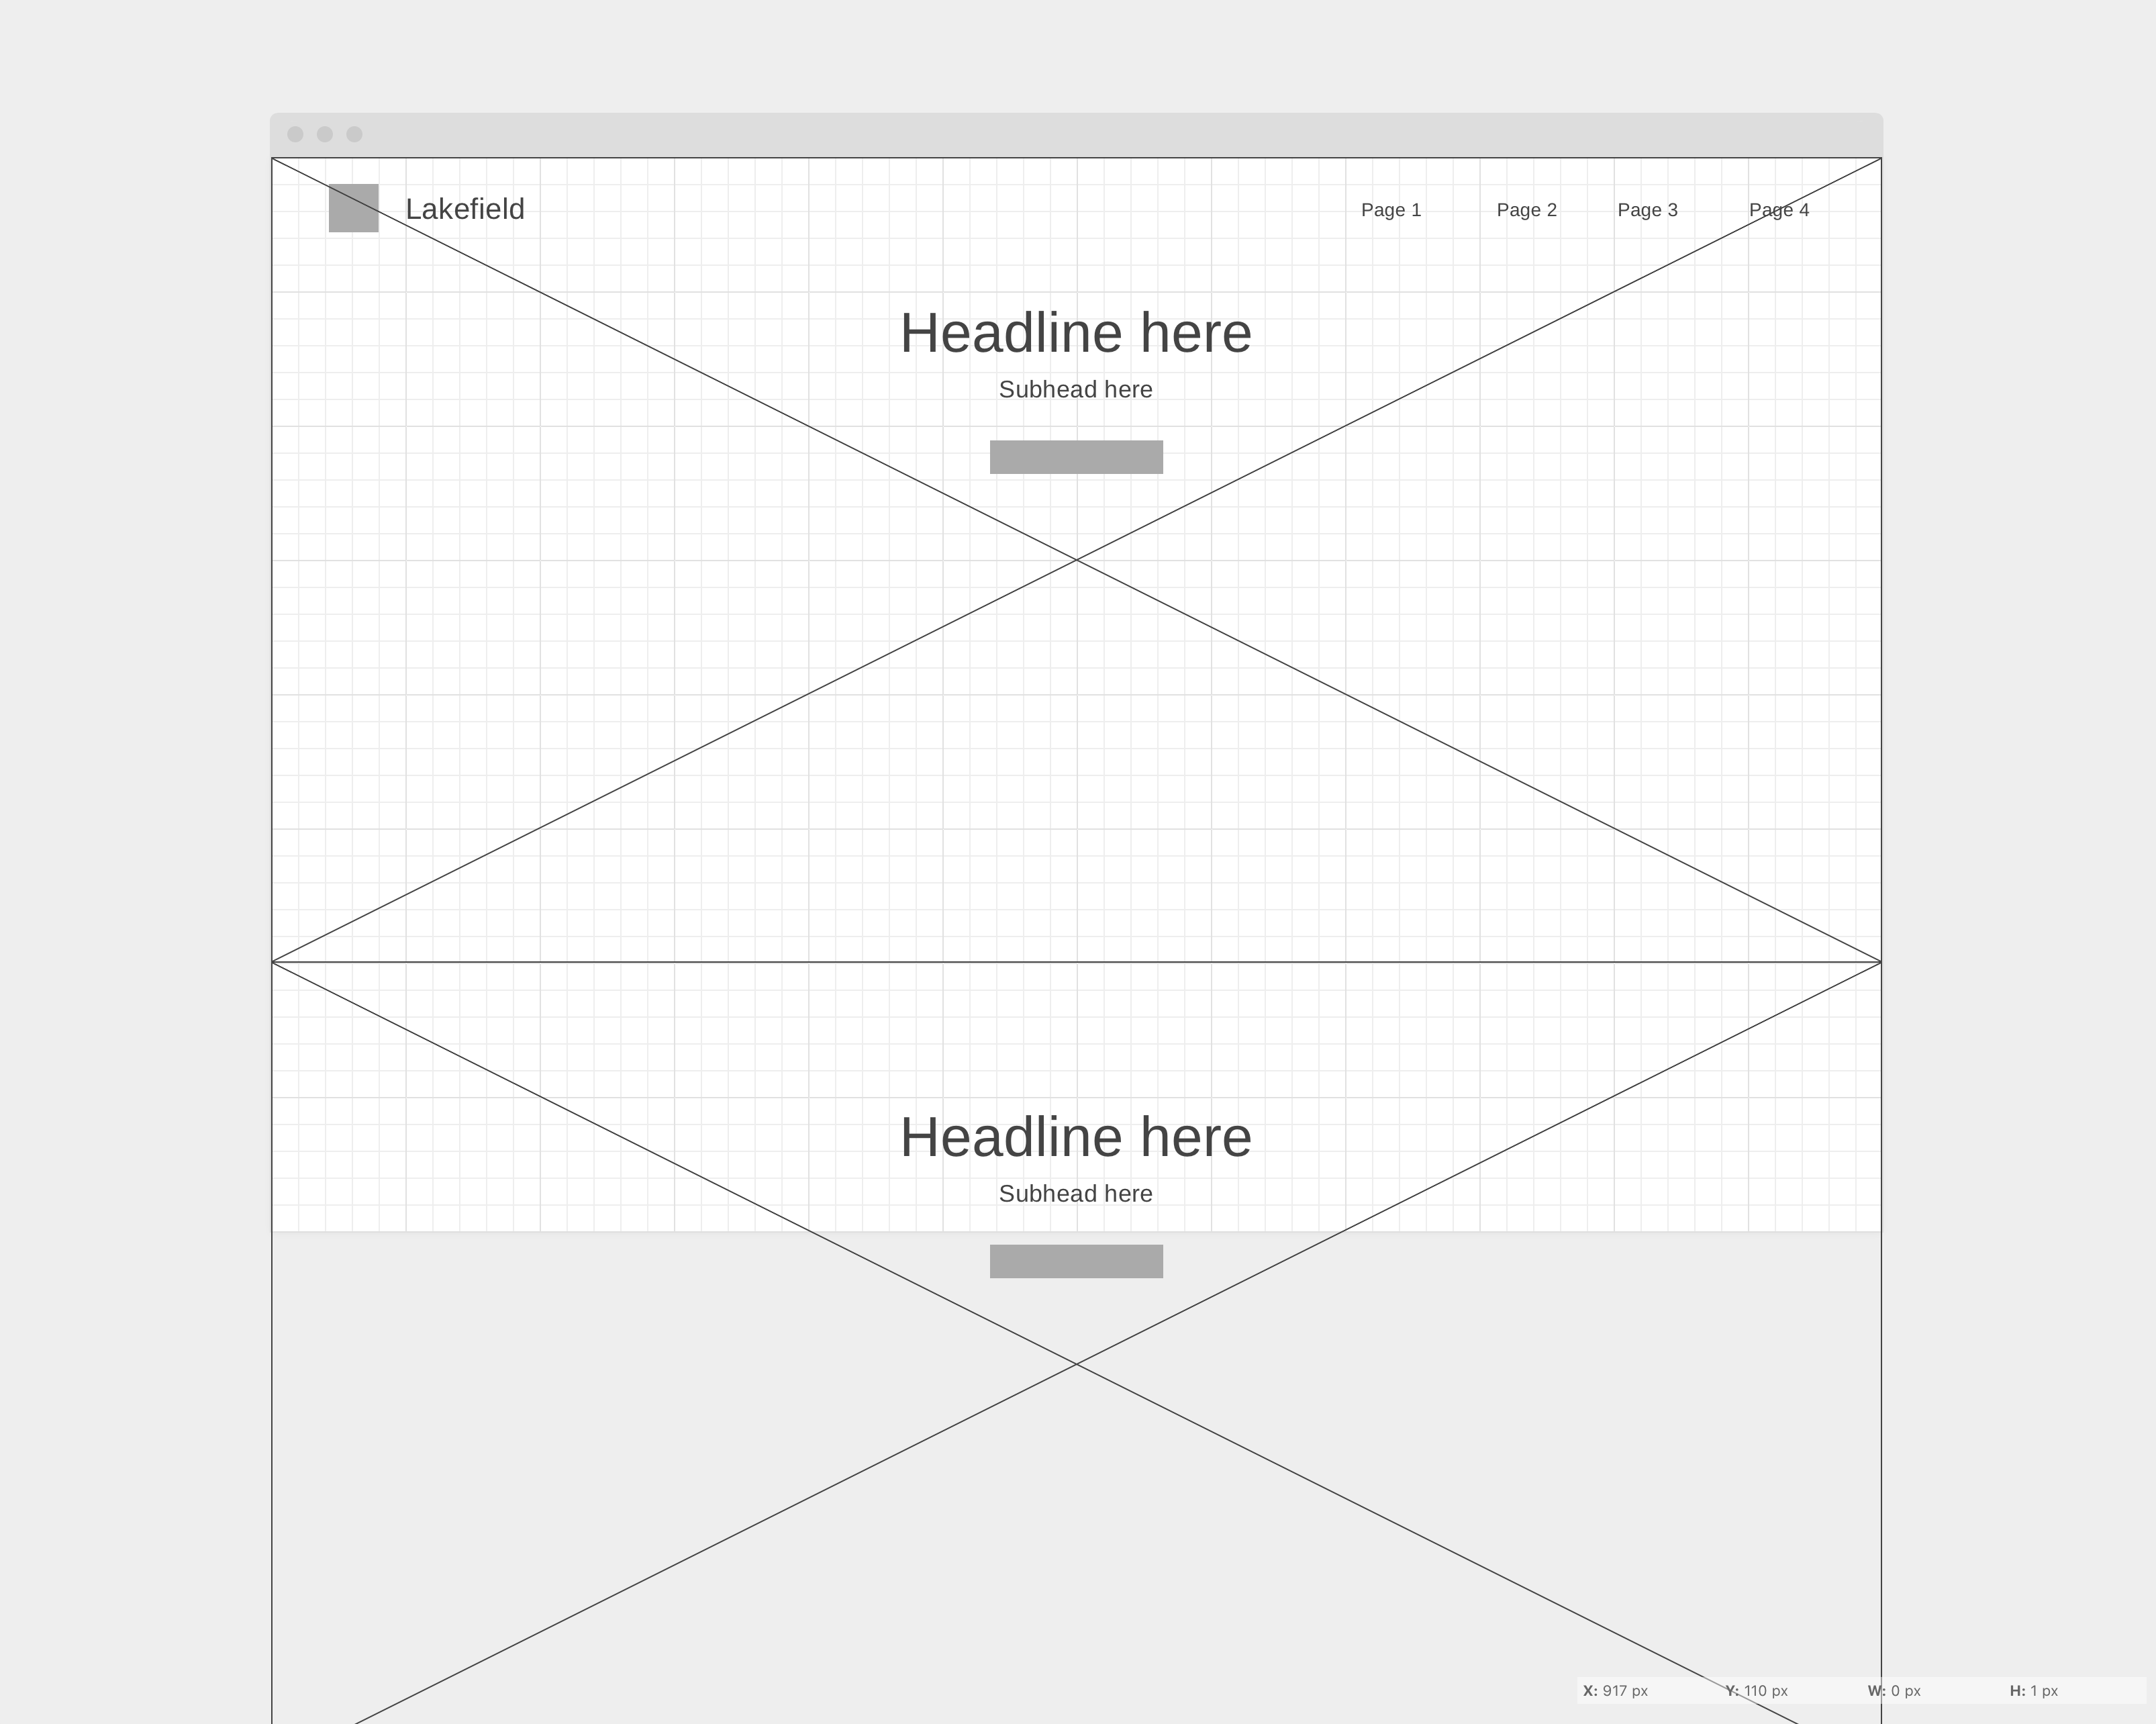 Lakefield
Page 1 Page 2 Page 3 Page 4
Headline here
Subhead here
Headline here
Subhead here
X: 917 px Y: 110 px W: 0 px H: 1 px